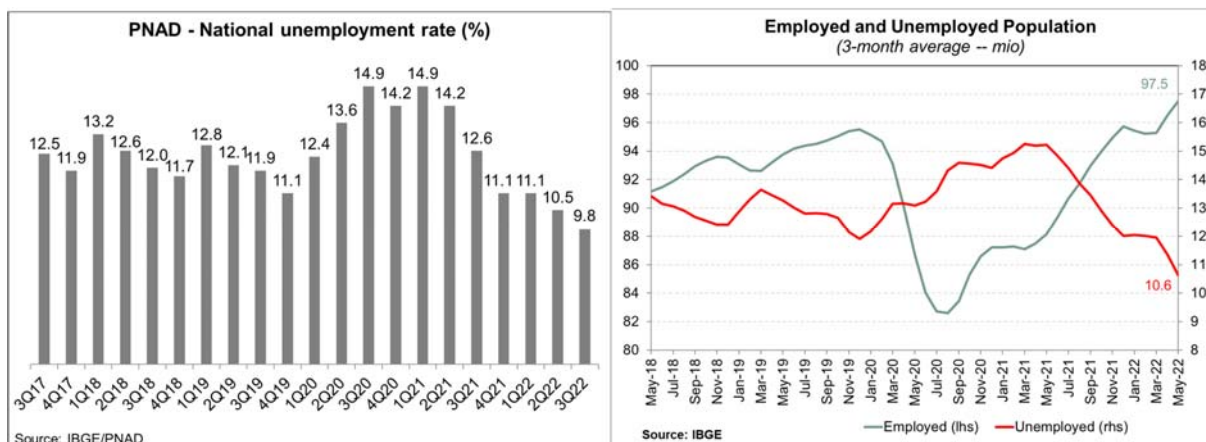 PNAD - National unemployment rate (%)
12.5
11.9
13.2
12.6
12.0
11.7
12.8
12.1
11.9
11.1
12.4
13.6
14.9
14.2
14.9
14.2
12.6
11.1
11.1
10.5
9.8
3Q17
4Q17
1Q18
2Q18
3Q18
4Q18
1Q19
2Q19
3Q19
4Q19
1Q20
2Q20
3Q20
4Q20
1Q21
2Q21
3Q21
4Q21
1Q22
2Q22
3Q22
Source: IBGE/PNAD
Employed and Unemployed Population
(3-month average -- mio)
100
98
96
94
92
90
88
86
84
82
80
18
17
16
15
14
13
12
11
10
9
8
97.5
10.6
May-18
Jul-18
Sep-18
Nov-18
Jan-19
Mar-19
May-19
Jul-19
Sep-19
Nov-19
Jan-20
Mar-20
May-20
Jul-20
Sep-20
Nov-20
Jan-21
Mar-21
May-21
Jul-21
Sep-21
Nov-21
Jan-22
Mar-22
May-22
Source: IBGE
Employed (lhs)
Unemployed (rhs)